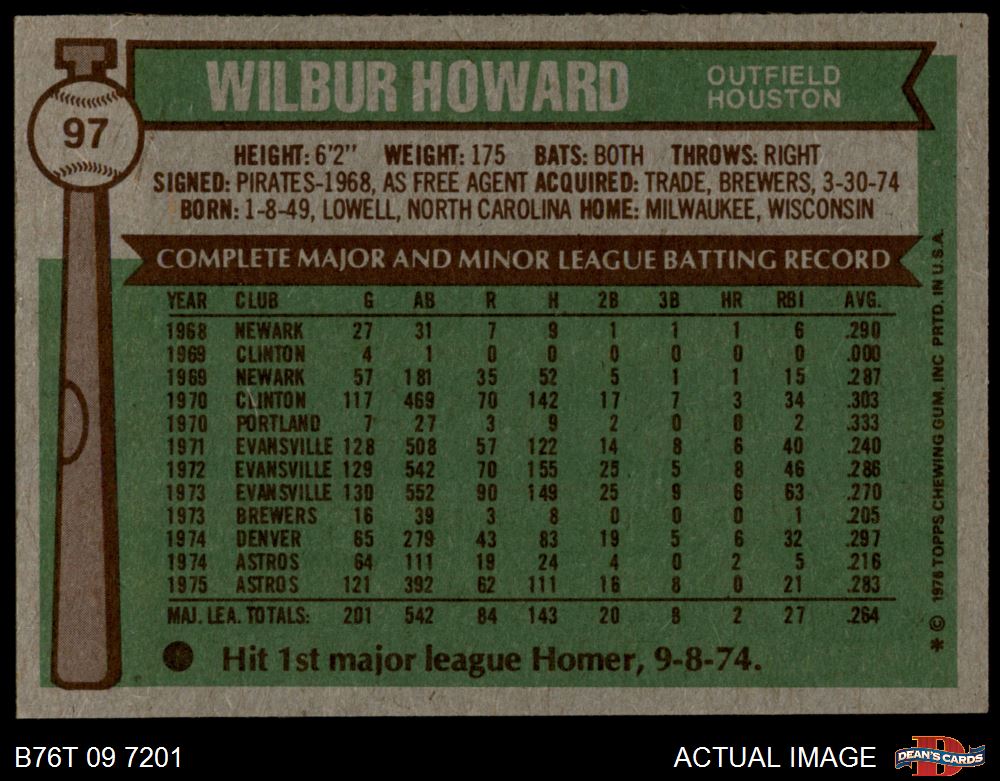 WILBUR HOWARD
OUTFIELD
HOUSTON
97
HEIGHT: 6'2" WEIGHT: 175 BATS: BOTH THROWS: RIGHT
SIGNED: PIRATES-1968, AS FREE AGENT ACQUIRED: TRADE, BREWERS, 3-30-74
BORN: 1-8-49, LOWELL, NORTH CAROLINA HOME: MILWAUKEE, WISCONSIN
COMPLETE MAJOR AND MINOR LEAGUE BATTING RECORD
YEAR CLUB G AB R H 2B 3B HR RBI AVG.
1968 NEWARK 27 31 7 9 1 1 1 6 .290
1969 CLINTON 4 1 0 0 0 0 0 0 .000
1969 NEWARK 57 181 35 52 5 1 1 15 .287
1970 CLINTON 117 469 70 142 17 7 3 34 .303
1970 PORTLAND 7 27 3 9 2 0 0 2 .333
1971 EVANSVILLE 128 508 57 122 14 8 6 40 .240
1972 EVANSVILLE 129 542 70 155 25 5 8 46 .286
1973 EVANSVILLE 130 552 90 149 25 9 6 63 .270
1973 BREWERS 16 39 3 8 0 0 0 1 .205
1974 DENVER 65 279 43 83 19 5 6 32 .297
1974 ASTROS 64 111 19 24 4 0 2 5 .216
1975 ASTROS 121 392 62 111 16 8 0 21 .283
MAJ. LEA. TOTALS: 201 542 84 143 20 8 2 27 .264
Hit 1st major league Homer, 9-8-74.
* © 1976 TOPPS CHEWING GUM, INC PRTD. IN U.S.A.
B76T 09 7201
ACTUAL IMAGE
D
DEAN'S CARDS